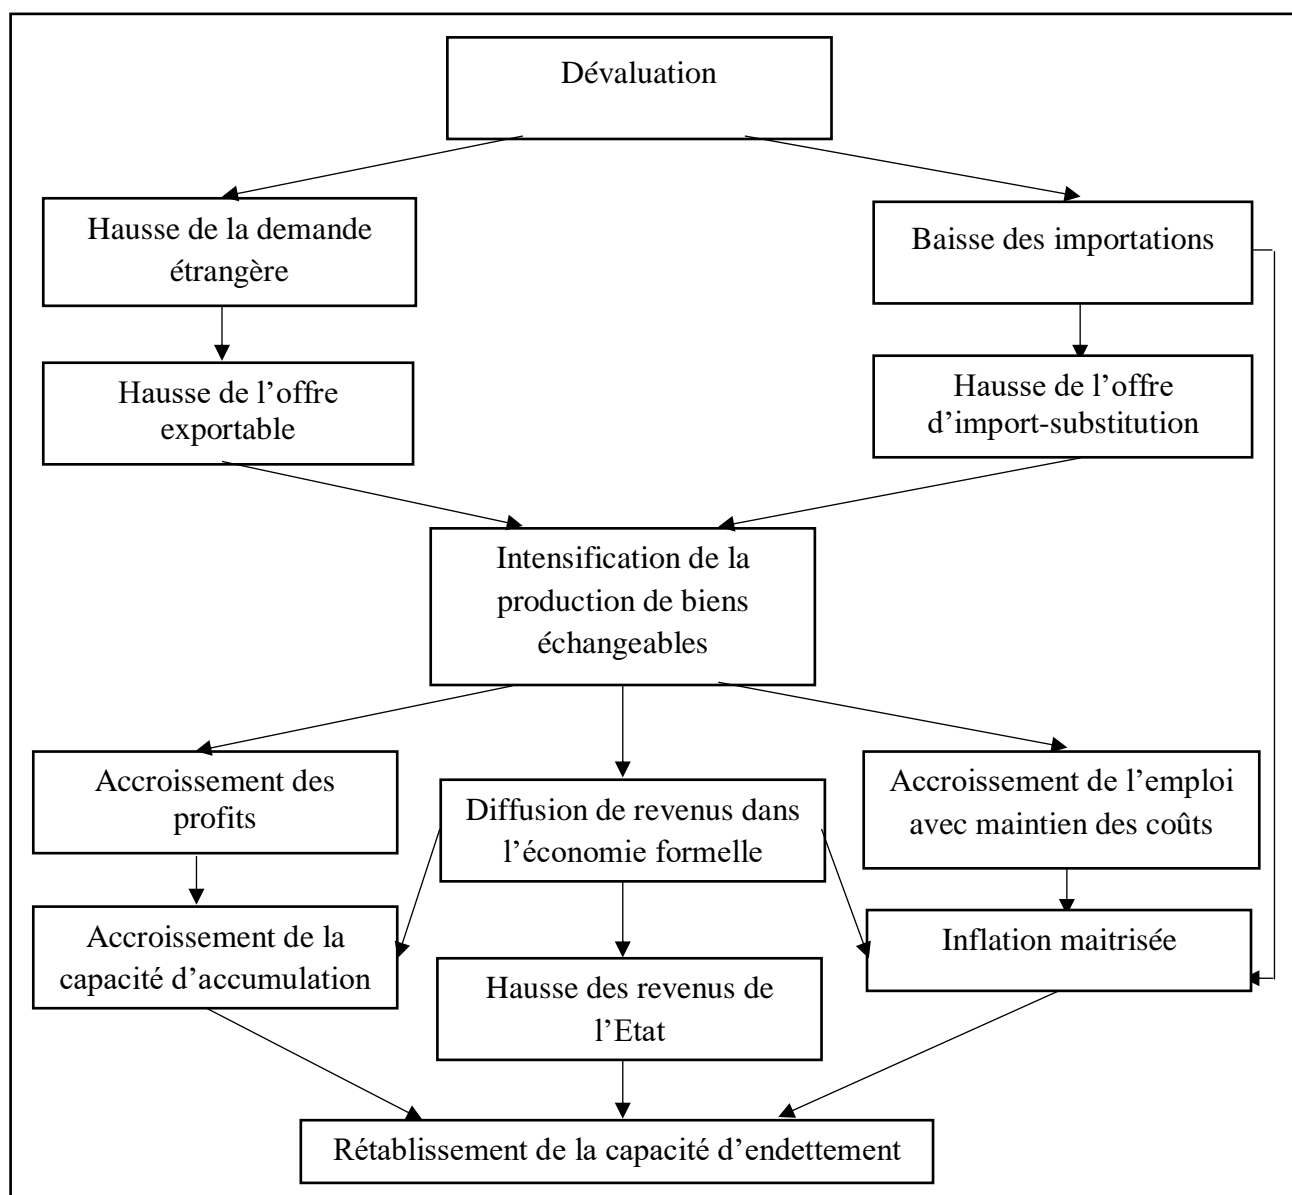 Dévaluation
Hausse de la demande
étrangère
Baisse des importations
Hausse de l’offre
exportable
Hausse de l’offre
d’import-substitution
Intensification de la
production de biens
échangeables
Accroissement des
profits
Diffusion de revenus dans
l’économie formelle
Accroissement de l’emploi
avec maintien des coûts
Accroissement de la
capacité d’accumulation
Hausse des revenus de
l’Etat
Inflation maitrisée
Rétablissement de la capacité d’endettement